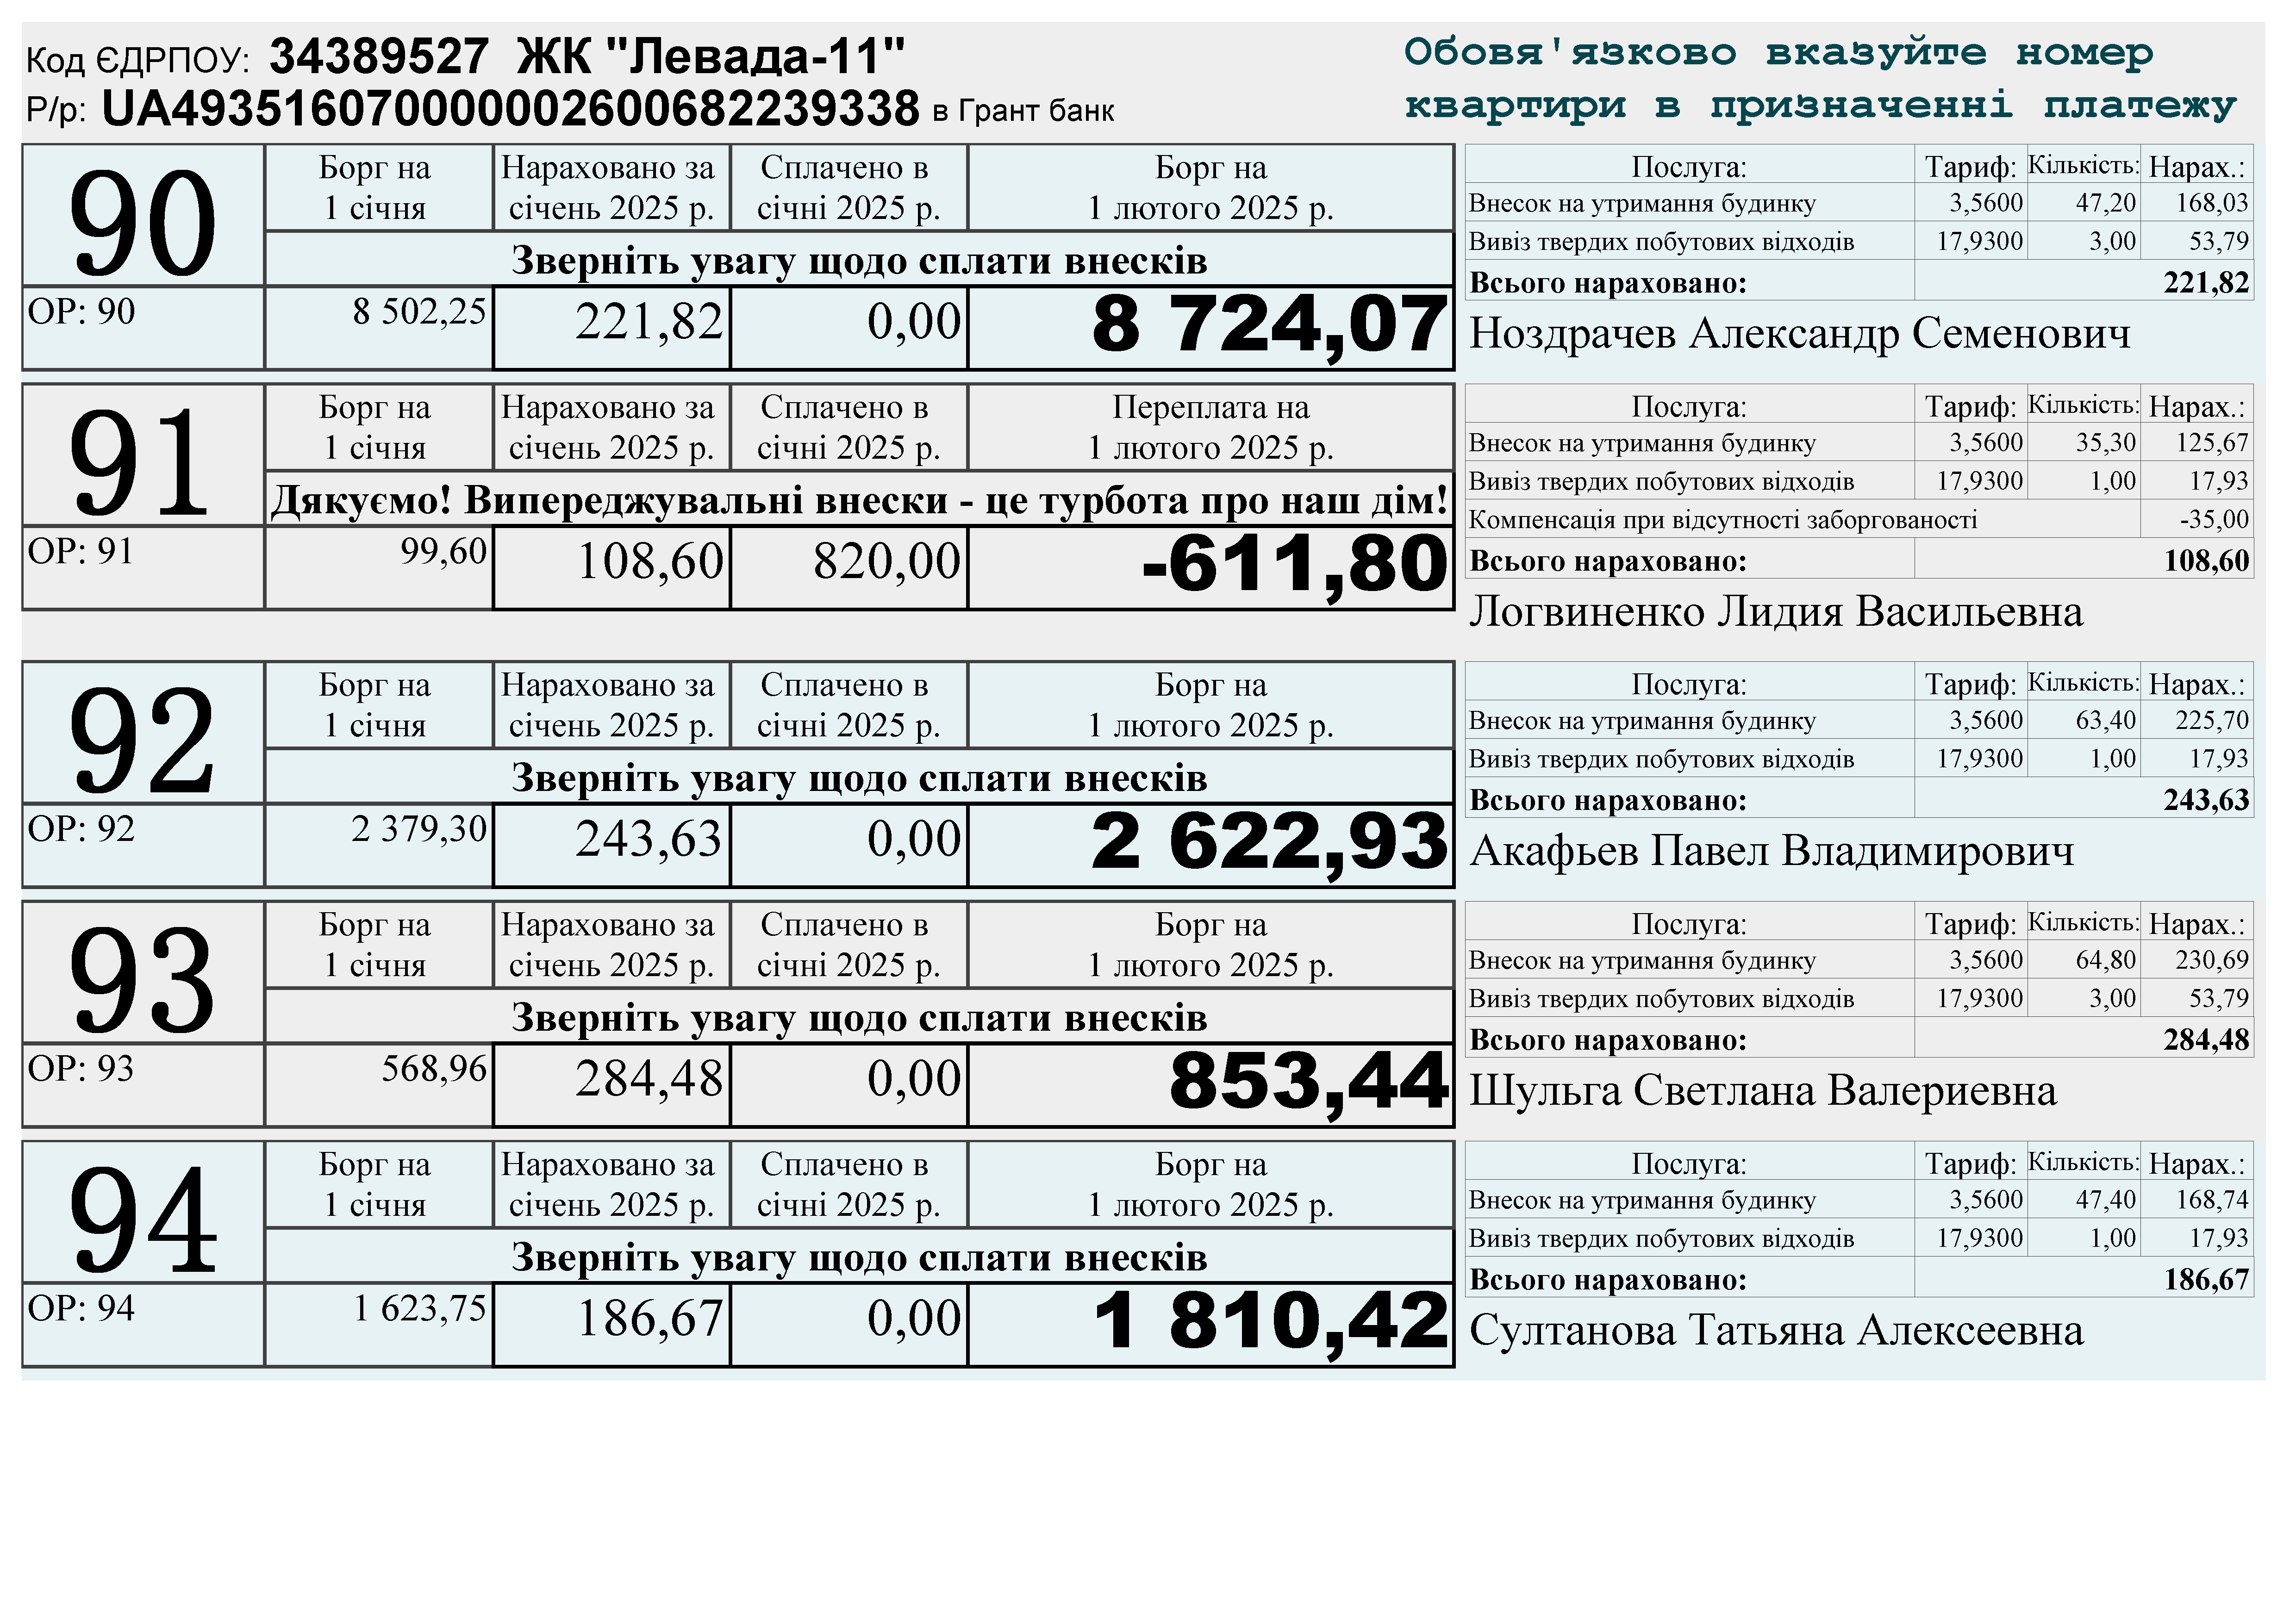 Код ЄДРПОУ: 34389527 ЖК "Левада-11"
Р/р: UA493516070000002600682239338 в Грант банк
Обовя'язково вказуйте номер
квартири в призначенні платежу
90
Борг на 1 січня
Нараховано за січень 2025 р.
Сплачено в січні 2025 р.
Борг на 1 лютого 2025 р.
Зверніть увагу щодо сплати внесків
ОР: 90 8 502,25 221,82 0,00 8 724,07
Послуга: Тариф: Кількість: Нарах.:
Внесок на утримання будинку 3,5600 47,20 168,03
Вивіз твердих побутових відходів 17,9300 3,00 53,79
Всього нараховано: 221,82
Ноздрачев Александр Семенович
91
Борг на 1 січня
Нараховано за січень 2025 р.
Сплачено в січні 2025 р.
Переплата на 1 лютого 2025 р.
Дякуємо! Випереджувальні внески - це турбота про наш дім!
ОР: 91 99,60 108,60 820,00 -611,80
Послуга: Тариф: Кількість: Нарах.:
Внесок на утримання будинку 3,5600 35,30 125,67
Вивіз твердих побутових відходів 17,9300 1,00 17,93
Компенсація при відсутності заборгованості -35,00
Всього нараховано: 108,60
Логвиненко Лидия Васильевна
92
Борг на 1 січня
Нараховано за січень 2025 р.
Сплачено в січні 2025 р.
Борг на 1 лютого 2025 р.
Зверніть увагу щодо сплати внесків
ОР: 92 2 379,30 243,63 0,00 2 622,93
Послуга: Тариф: Кількість: Нарах.:
Внесок на утримання будинку 3,5600 63,40 225,70
Вивіз твердих побутових відходів 17,9300 1,00 17,93
Всього нараховано: 243,63
Акафьев Павел Владимирович
93
Борг на 1 січня
Нараховано за січень 2025 р.
Сплачено в січні 2025 р.
Борг на 1 лютого 2025 р.
Зверніть увагу щодо сплати внесків
ОР: 93 568,96 284,48 0,00 853,44
Послуга: Тариф: Кількість: Нарах.:
Внесок на утримання будинку 3,5600 64,80 230,69
Вивіз твердих побутових відходів 17,9300 3,00 53,79
Всього нараховано: 284,48
Шульга Светлана Валериевна
94
Борг на 1 січня
Нараховано за січень 2025 р.
Сплачено в січні 2025 р.
Борг на 1 лютого 2025 р.
Зверніть увагу щодо сплати внесків
ОР: 94 1 623,75 186,67 0,00 1 810,42
Послуга: Тариф: Кількість: Нарах.:
Внесок на утримання будинку 3,5600 47,40 168,74
Вивіз твердих побутових відходів 17,9300 1,00 17,93
Всього нараховано: 186,67
Султанова Татьяна Алексеевна